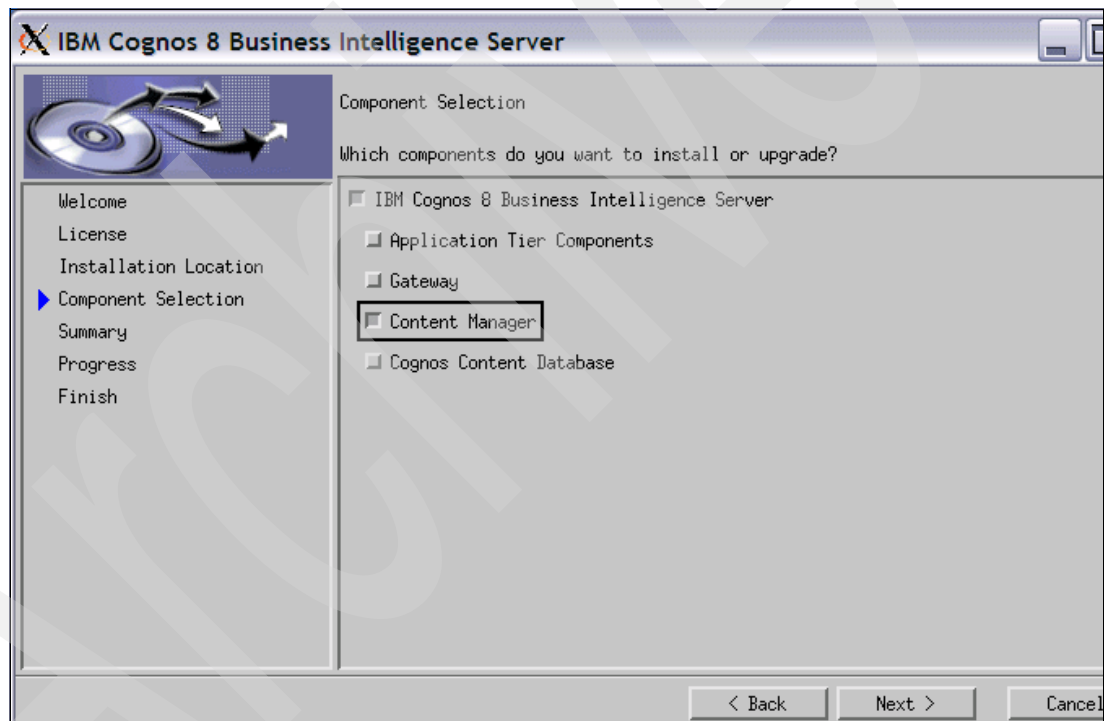 IBM Cognos 8 Business Intelligence Server
Component Selection
Which components do you want to install or upgrade?
Welcome
License
Installation Location
Component Selection
Summary
Progress
Finish
IBM Cognos 8 Business Intelligence Server
Application Tier Components
Gateway
Content Manager
Cognos Content Database
< Back
Next >
Cancel